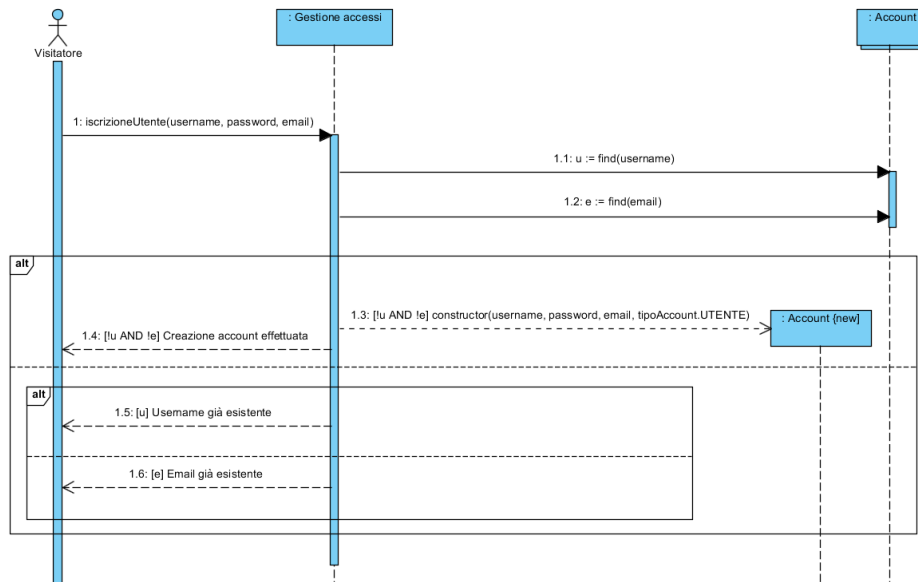 Visitatore
: Gestione accessi
: Account
1: iscrizioneUtente(username, password, email)
1.1: u := find(username)
1.2: e := find(email)
alt
1.3: [!u AND !e] constructor(username, password, email, tipoAccount.UTENTE)
: Account {new]
1.4: [!u AND !e] Creazione account effettuata
alt
1.5: [u] Username già esistente
1.6: [e] Email già esistente